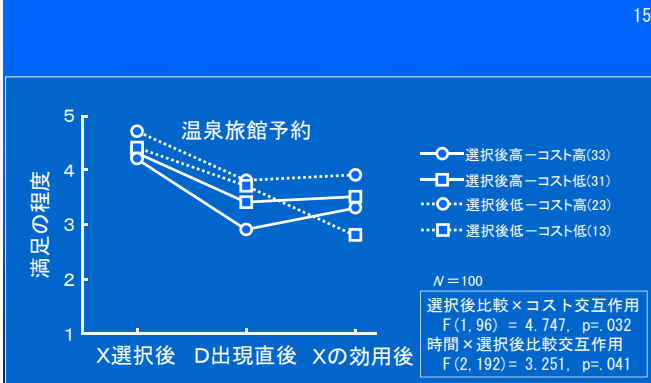 15
温泉旅館予約
5
4
3
2
1
満足の程度
X選択後 D出現直後 Xの効用後
選択後高－コスト高(33)
選択後高－コスト低(31)
選択後低－コスト高(23)
選択後低－コスト低(13)
N＝100
選択後比較×コスト交互作用
F(1,96) = 4.747, p=.032
時間×選択後比較交互作用
F(2,192)= 3.251, p=.041